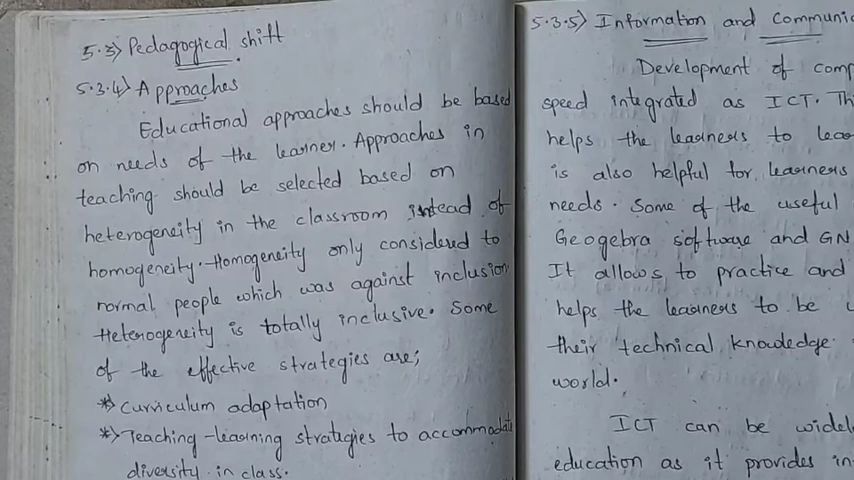 5.3) Pedagogical shift
5.3.4) Approaches
Educational approaches should be based
on needs of the learner. Approaches in
teaching should be selected based on
heterogeneity in the classroom instead of
homogeneity. Homogeneity only considered to
normal people which was against inclusion
Heterogeneity is totally inclusive. Some
of the effective strategies are;
*) Curriculum adaptation
*) Teaching-learning strategies to accommodate
diversity in class.
5.3.5) Information and Communic
Development of comp
speed integrated as ICT. Th
helps the learners to lea
is also helpful for learners
needs. Some of the useful
Geogebra software and GN
It allows to practice and
helps the learners to be
their technical knowledge
world.
ICT can be widel
education as it provides in